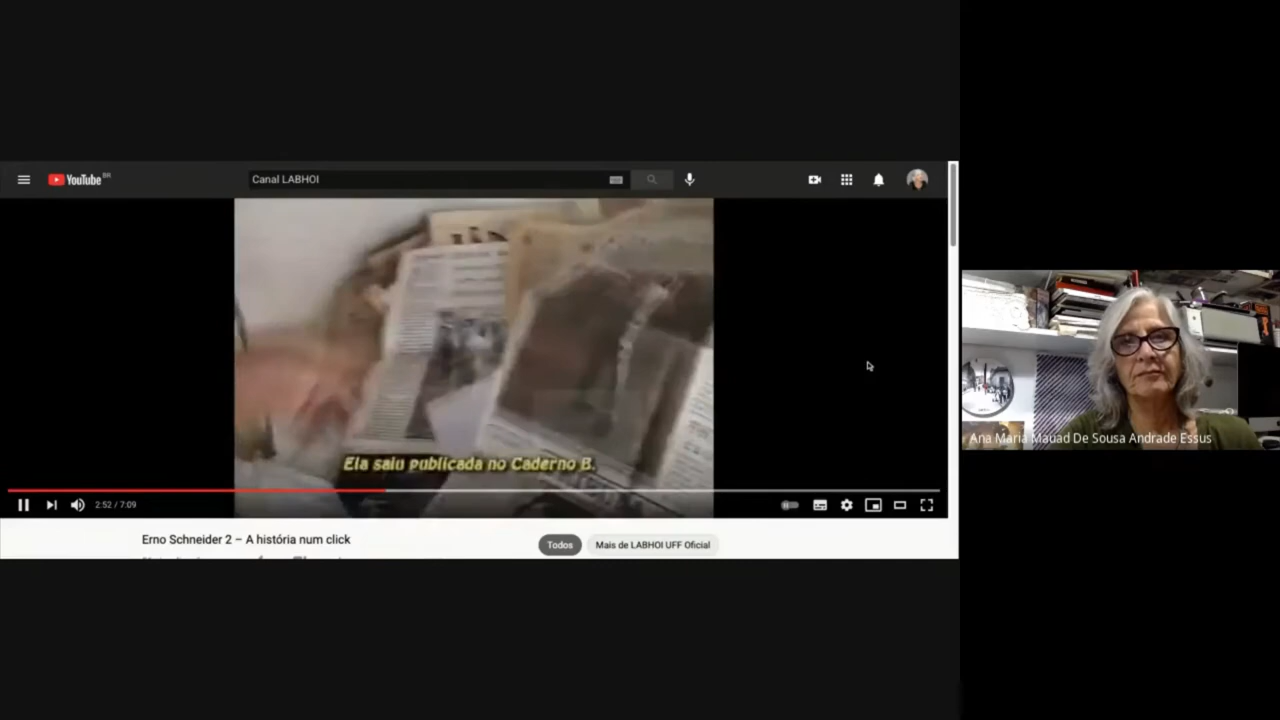 YouTube BR
Canal LABHOI
Ela saiu publicada no Caderno B.
2:52 / 7:09
Erno Schneider 2 – A história num click
Todos
Mais de LABHOI UFF Oficial
Ana Maria Mauad De Sousa Andrade Essus